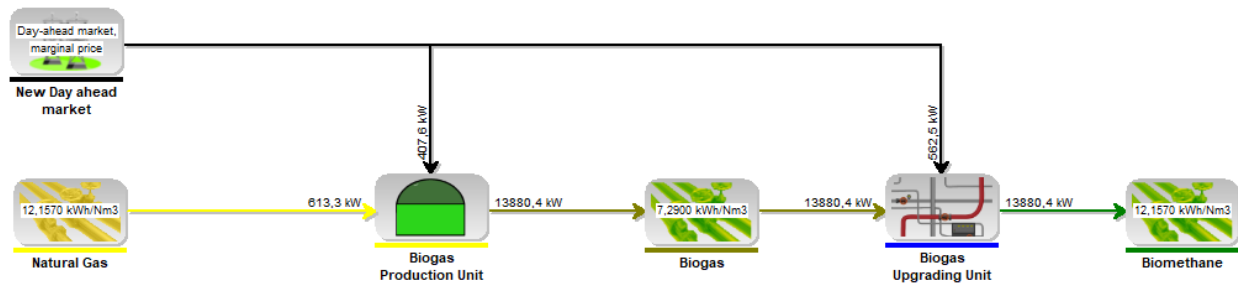 Day-ahead market,
marginal price
New Day ahead
market
407,6 kW
562,5 kW
12,1570 kWh/Nm3
613,3 kW
13880,4 kW
7,2900 kWh/Nm3
13880,4 kW
13880,4 kW
12,1570 kWh/Nm3
Natural Gas
Biogas
Production Unit
Biogas
Biogas
Upgrading Unit
Biomethane